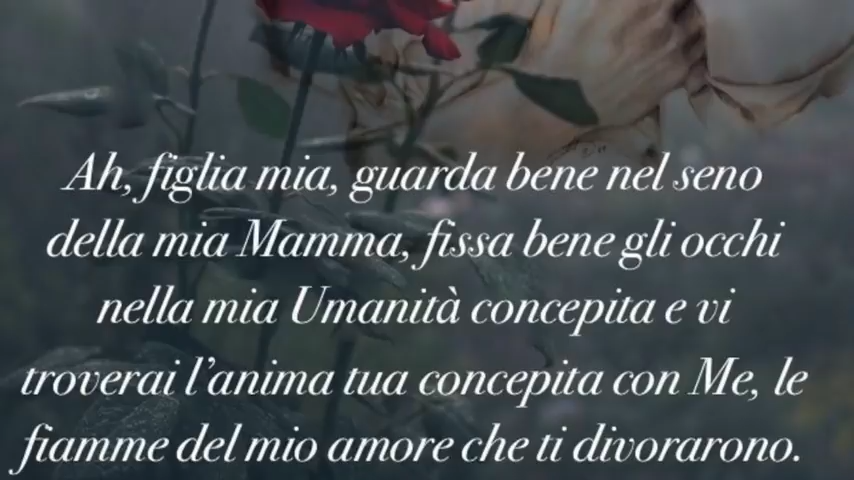 Ah, figlia mia, guarda bene nel seno
della mia Mamma, fissa bene gli occhi
nella mia Umanità concepita e vi
troverai l’anima tua concepita con Me, le
fiamme del mio amore che ti divorarono.